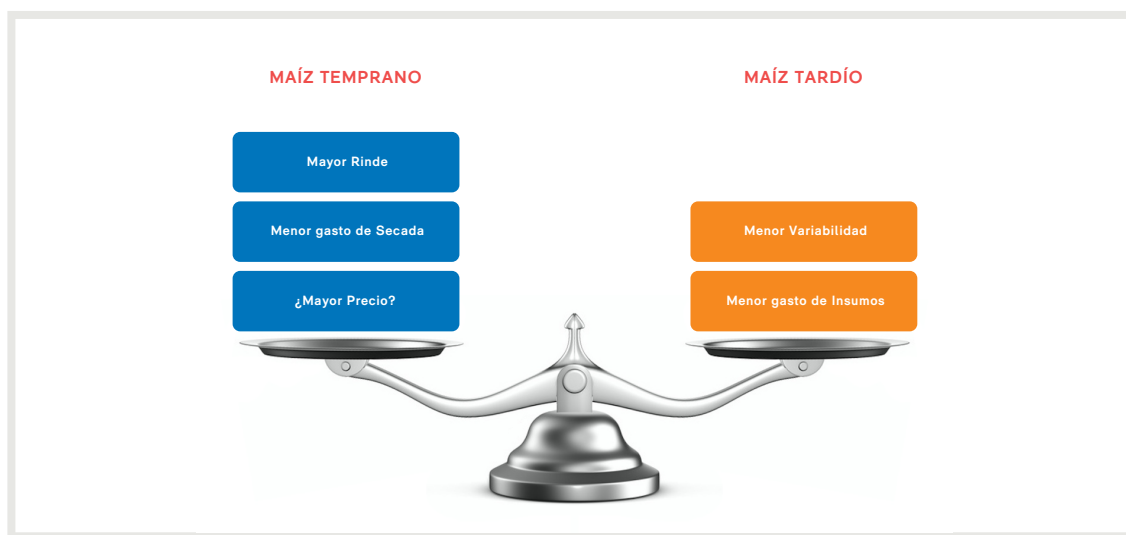 MAÍZ TEMPRANO
MAÍZ TARDÍO
Mayor Rinde
Menor gasto de Secada
¿Mayor Precio?
Menor Variabilidad
Menor gasto de Insumos